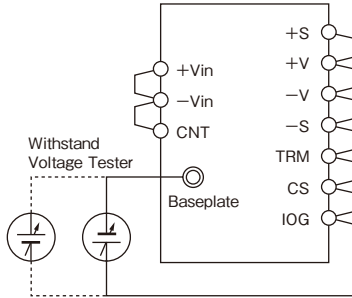 +S
+Vin
+V
−Vin
−V
CNT
−S
Withstand
Voltage Tester
TRM
Baseplate
CS
IOG